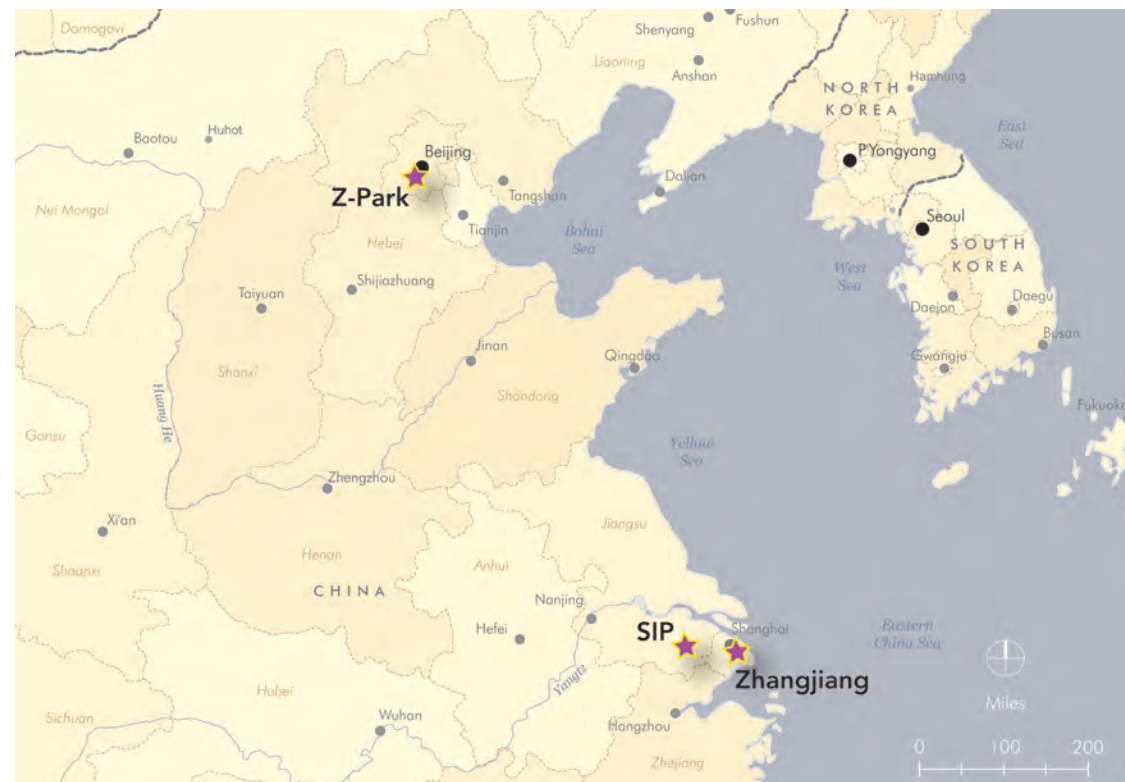 Darnogovi
Fushun
Shenyang
Liaoning
Anshan
NORTH
KOREA
Hamhung
East
Sea
Baotou
Huhot
Beijing
P'Yongyang
Z-Park
Tangshan
Dalian
Nei Mongol
Tianjin
Seoul
Hebei
Bohai
Sea
SOUTH
KOREA
West
Sea
Shijiazhuang
Taiyuan
Daejon
Daegu
Jinan
Qingdao
Busan
Gwangju
Shanxi
Shandong
Huang He
Fukuoka
Gansu
Yellow
Sea
Zhengzhou
Xi'an
Jiangsu
Shaanxi
Henan
Anhui
CHINA
Nanjing
Hefei
SIP
Shanghai
Eastern
China Sea
Zhangjiang
Yangtz
Hubei
Miles
Sichuan
Wuhan
Hangzhou
Zhejiang
0 100 200